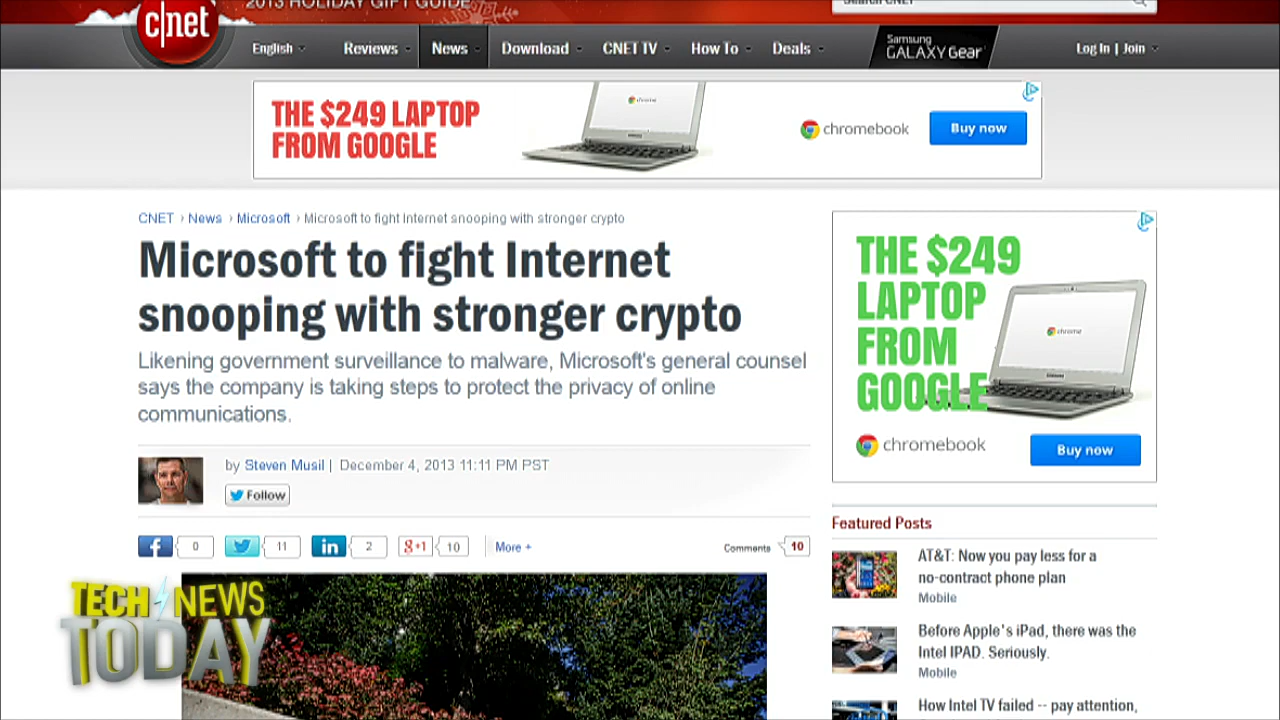 2013 HOLIDAY GIFT GUIDE
c|net
Search CNET
English Reviews News Download CNET TV How To Deals
Samsung
GALAXY Gear
Log In | Join
THE $249 LAPTOP
FROM GOOGLE
chrome
chromebook
Buy now
CNET › News › Microsoft › Microsoft to fight Internet snooping with stronger crypto
Microsoft to fight Internet
snooping with stronger crypto
Likening government surveillance to malware, Microsoft's general counsel
says the company is taking steps to protect the privacy of online
communications.
by Steven Musil | December 4, 2013 11:11 PM PST
Follow
f 0 11 in 2 g+1 10 More +
Comments 10
THE $249
LAPTOP
FROM
GOOGLE
chrome
chromebook
Buy now
Featured Posts
AT&T: Now you pay less for a
no-contract phone plan
Mobile
Before Apple's iPad, there was the
Intel IPAD. Seriously.
Mobile
How Intel TV failed -- pay attention,
TECH NEWS
TODAY